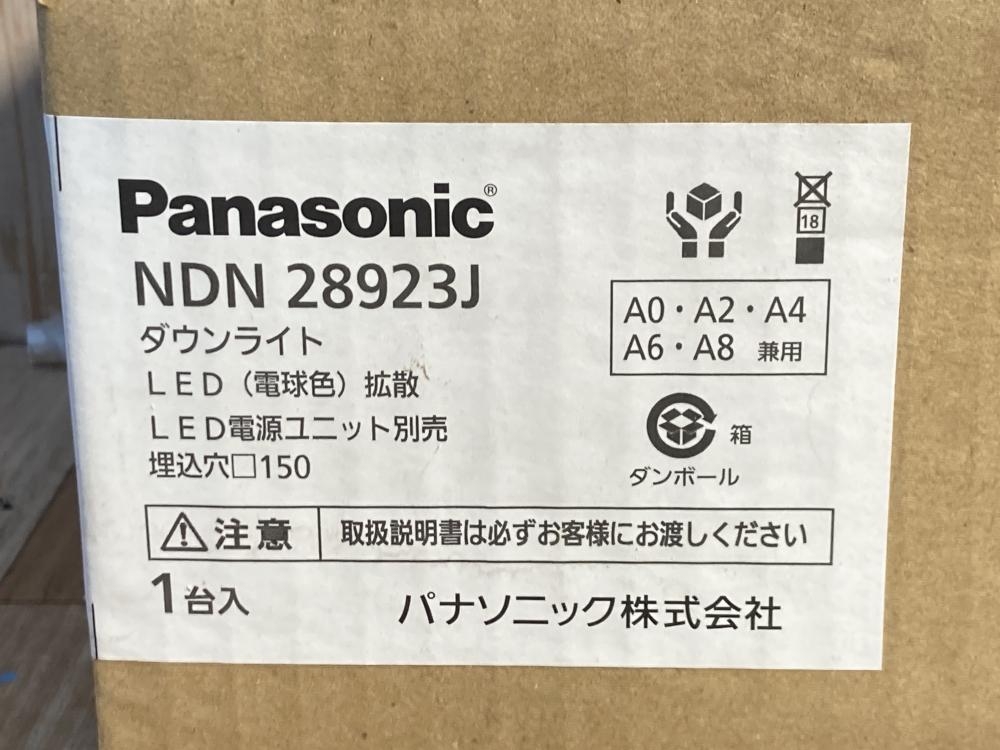 Panasonic®
NDN 28923J
ダウンライト
LED（電球色）拡散
LED電源ユニット別売
埋込穴□150
18
A0・A2・A4
A6・A8 兼用
箱
ダンボール
注意 取扱説明書は必ずお客様にお渡しください
1台入
パナソニック株式会社